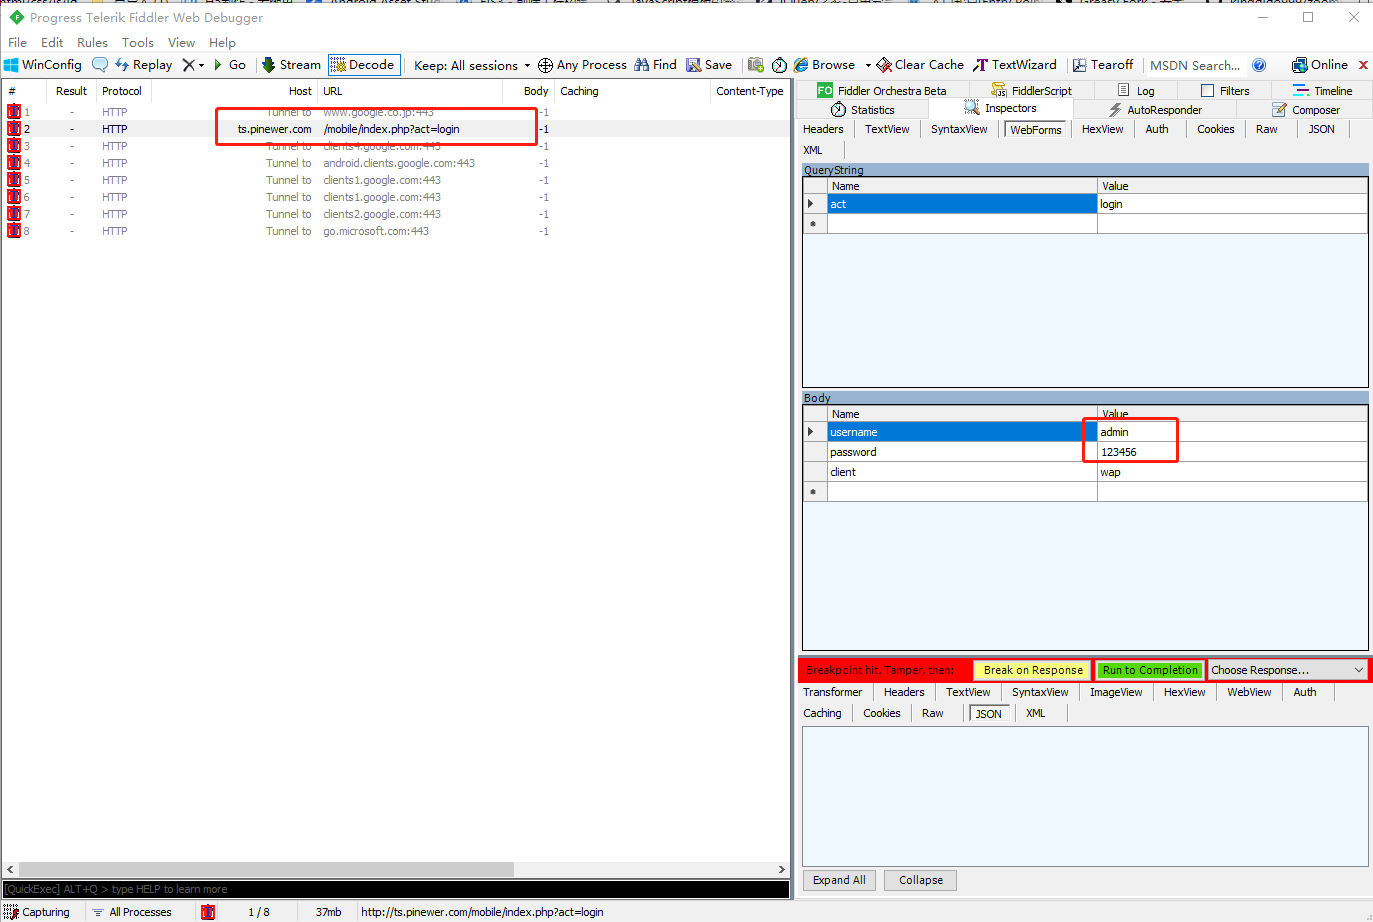 Progress Telerik Fiddler Web Debugger
File Edit Rules Tools View Help
WinConfig Replay Go Stream Decode Keep: All sessions Any Process Find Save Browse Clear Cache TextWizard Tearoff MSDN Search... Online
# Result Protocol Host URL Body Caching Content-Type
1 - HTTP Tunnel to www.google.co.jp:443 -1
2 - HTTP ts.pinewer.com /mobile/index.php?act=login -1
3 - HTTP Tunnel to clients4.google.com:443 -1
4 - HTTP Tunnel to android.clients.google.com:443 -1
5 - HTTP Tunnel to clients1.google.com:443 -1
6 - HTTP Tunnel to clients1.google.com:443 -1
7 - HTTP Tunnel to clients2.google.com:443 -1
8 - HTTP Tunnel to go.microsoft.com:443 -1
FO Fiddler Orchestra Beta FiddlerScript Log Filters Timeline
Statistics Inspectors AutoResponder Composer
Headers TextView SyntaxView WebForms HexView Auth Cookies Raw JSON
XML
QueryString
Name Value
act login
Body
Name Value
username admin
password 123456
client wap
Breakpoint hit. Tamper, then: Break on Response Run to Completion Choose Response...
Transformer Headers TextView SyntaxView ImageView HexView WebView Auth
Caching Cookies Raw JSON XML
Expand All Collapse
[QuickExec] ALT+Q > type HELP to learn more
Capturing All Processes 1 / 8 37mb http://ts.pinewer.com/mobile/index.php?act=login